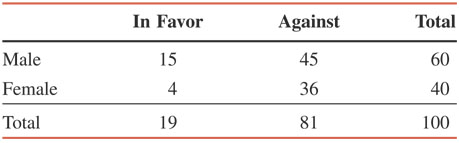 In Favor Against Total
Male 15 45 60
Female 4 36 40
Total 19 81 100